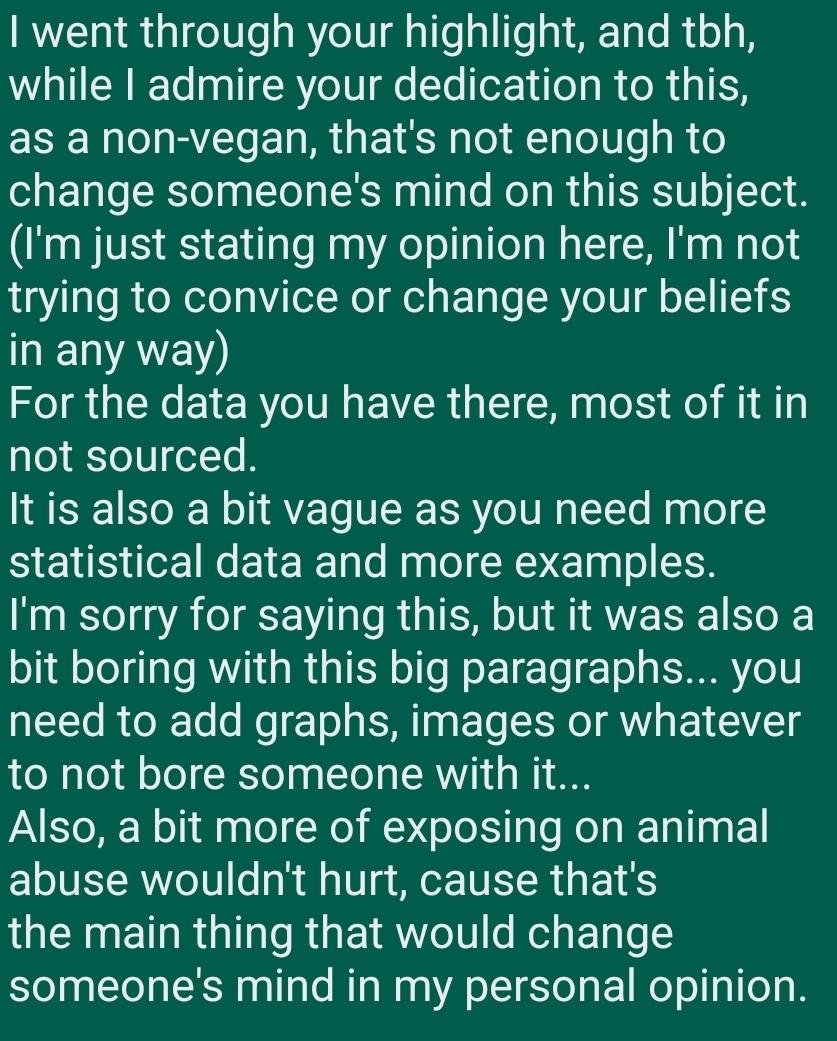 I went through your highlight, and tbh,
while I admire your dedication to this,
as a non-vegan, that's not enough to
change someone's mind on this subject.
(I'm just stating my opinion here, I'm not
trying to convice or change your beliefs
in any way)
For the data you have there, most of it in
not sourced.
It is also a bit vague as you need more
statistical data and more examples.
I'm sorry for saying this, but it was also a
bit boring with this big paragraphs... you
need to add graphs, images or whatever
to not bore someone with it...
Also, a bit more of exposing on animal
abuse wouldn't hurt, cause that's
the main thing that would change
someone's mind in my personal opinion.